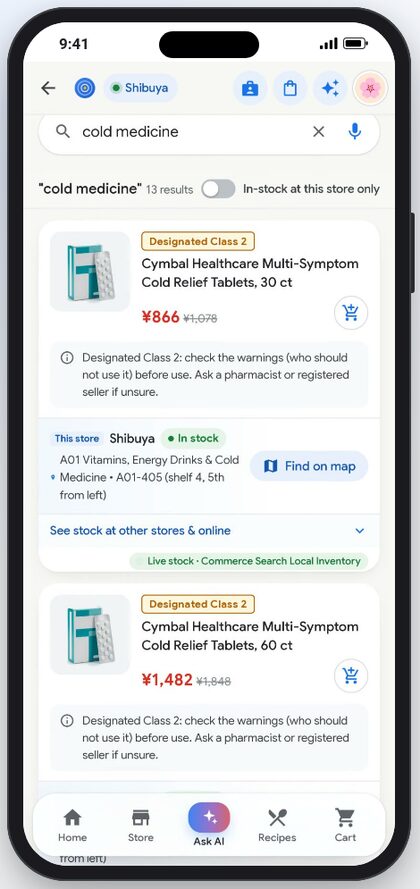 9:41
Shibuya
cold medicine
"cold medicine" 13 results In-stock at this store only
Designated Class 2
Cymbal Healthcare Multi-Symptom
Cold Relief Tablets, 30 ct
¥866 ¥1,078
Designated Class 2: check the warnings (who should
not use it) before use. Ask a pharmacist or registered
seller if unsure.
This store Shibuya In stock
A01 Vitamins, Energy Drinks & Cold
Medicine • A01-405 (shelf 4, 5th
from left)
Find on map
See stock at other stores & online
Live stock · Commerce Search Local Inventory
Designated Class 2
Cymbal Healthcare Multi-Symptom
Cold Relief Tablets, 60 ct
¥1,482 ¥1,848
Designated Class 2: check the warnings (who should
not use it) before use. Ask a pharmacist or registered
seller if unsure.
Home Store Ask AI Recipes Cart
from left)